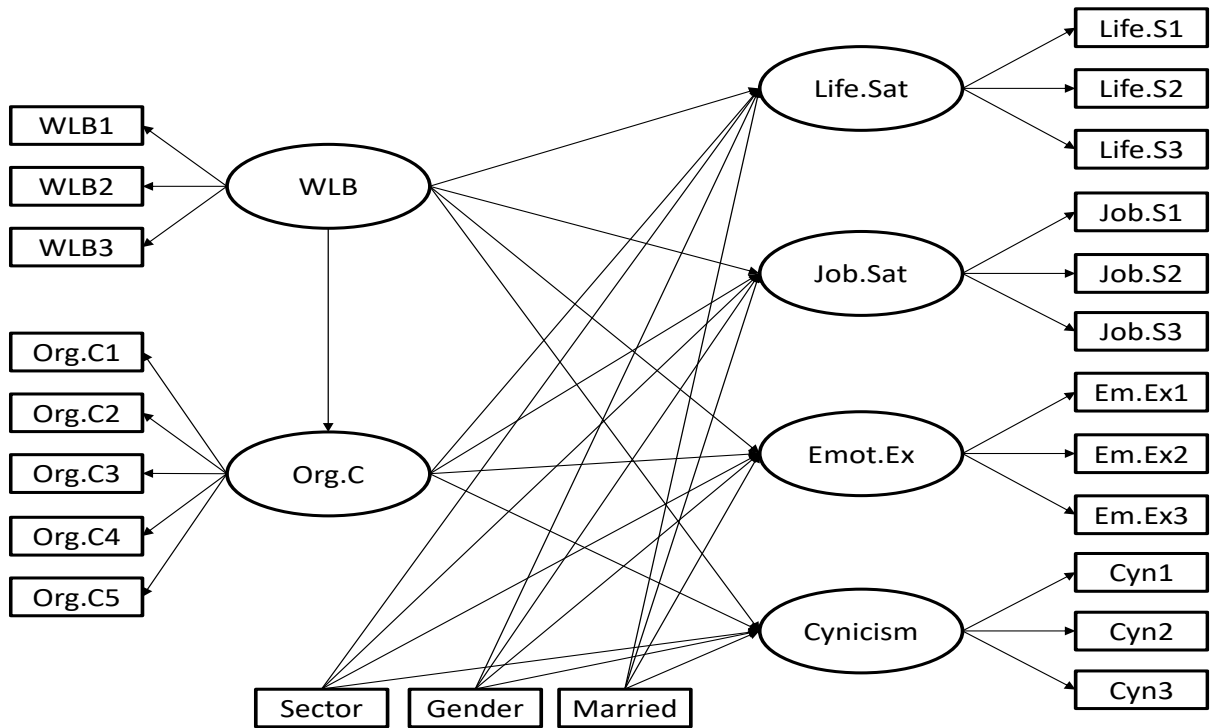 WLB1
WLB2
WLB3
Org.C1
Org.C2
Org.C3
Org.C4
Org.C5
WLB
Org.C
Sector
Gender
Married
Life.Sat
Job.Sat
Emot.Ex
Cynicism
Life.S1
Life.S2
Life.S3
Job.S1
Job.S2
Job.S3
Em.Ex1
Em.Ex2
Em.Ex3
Cyn1
Cyn2
Cyn3